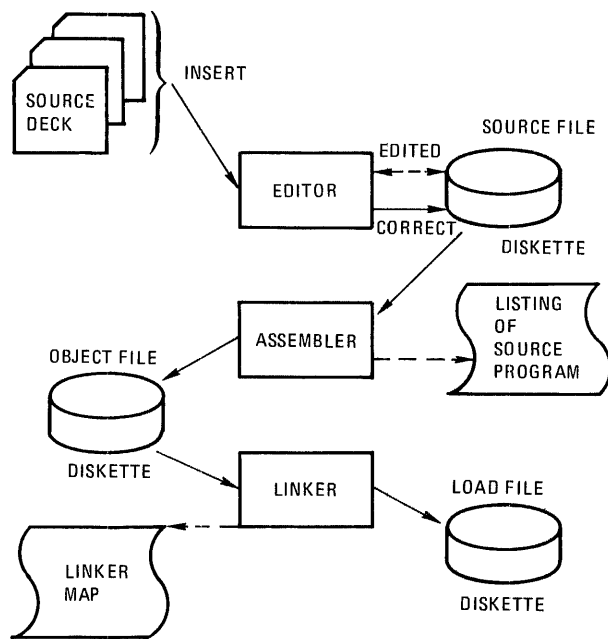 INSERT
SOURCE
DECK
SOURCE FILE
EDITED
EDITOR
CORRECT
DISKETTE
LISTING
OF
SOURCE
PROGRAM
ASSEMBLER
OBJECT FILE
DISKETTE
LINKER
LOAD FILE
LINKER
MAP
DISKETTE